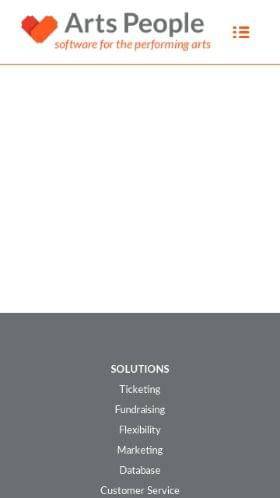 Arts People
software for the performing arts
SOLUTIONS
Ticketing
Fundraising
Flexibility
Marketing
Database
Customer Service